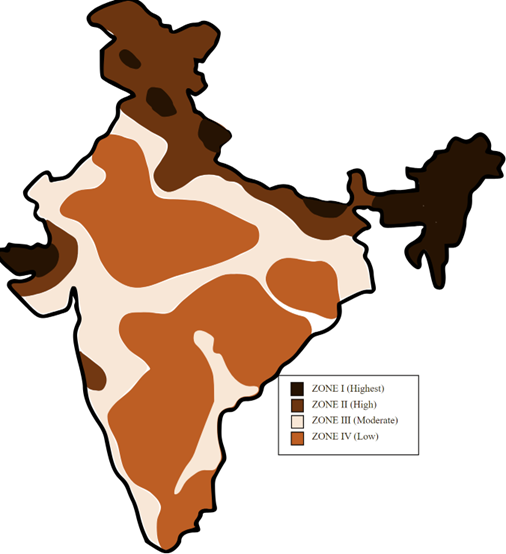 ZONE I (Highest)
ZONE II (High)
ZONE III (Moderate)
ZONE IV (Low)